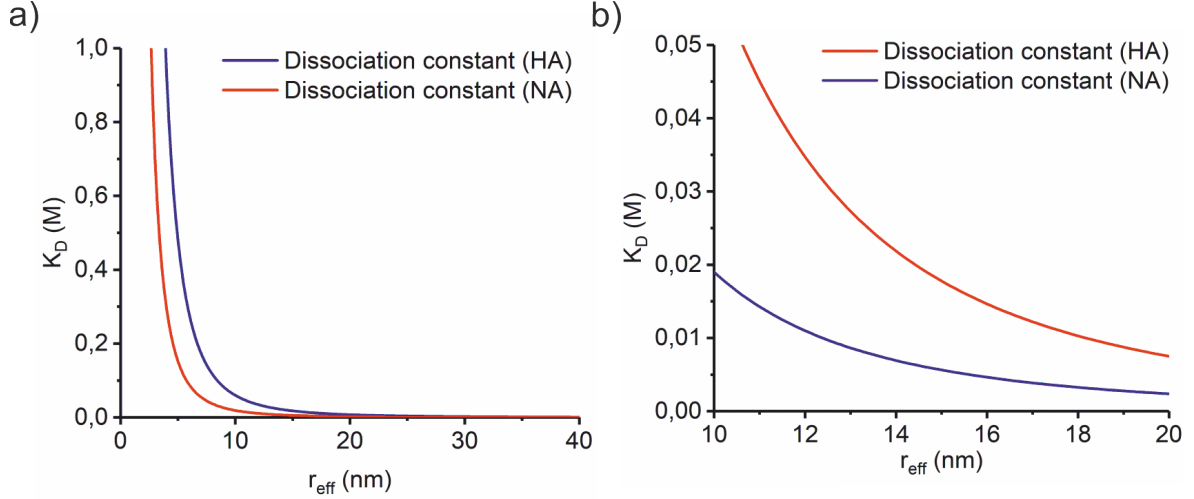 a)
1,0
0,8
0,6
0,4
0,2
0,0
K_D (M)
Dissociation constant (HA)
Dissociation constant (NA)
0 10 20 30 40
r_eff (nm)
b)
0,05
0,04
0,03
0,02
0,01
0,00
K_D (M)
Dissociation constant (HA)
Dissociation constant (NA)
10 12 14 16 18 20
r_eff (nm)